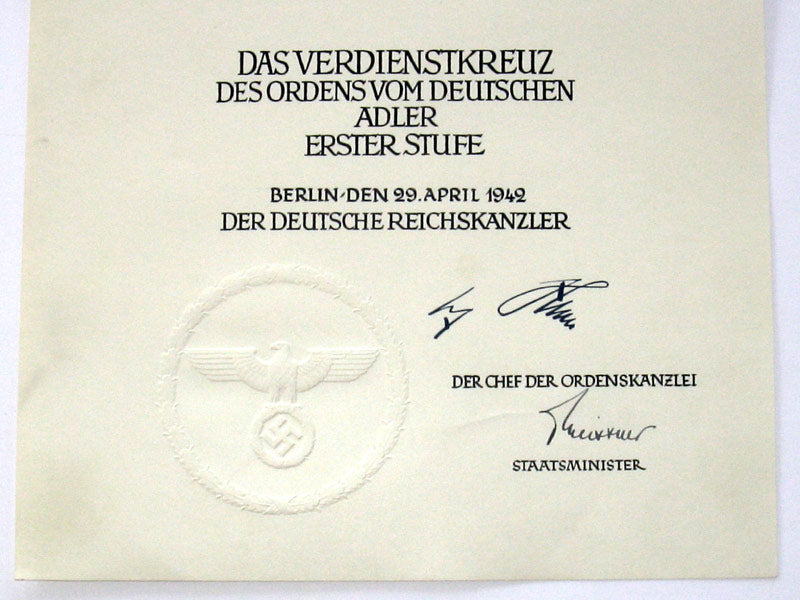 DAS VERDIENSTKREUZ
DES ORDENS VOM DEUTSCHEN
ADLER
ERSTER STUFE
BERLIN·DEN 29. APRIL 1942
DER DEUTSCHE REICHSKANZLER
DER CHEF DER ORDENSKANZLEI
STAATSMINISTER